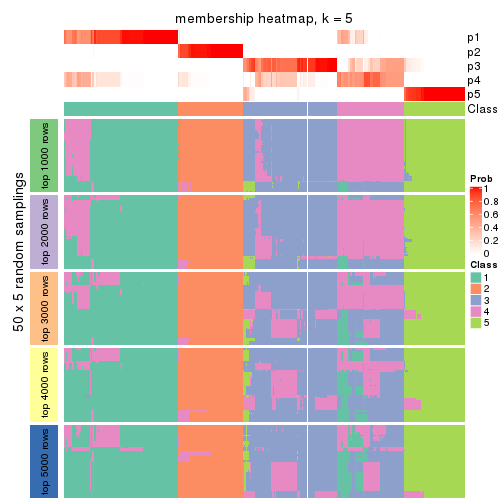 membership heatmap, k = 5
p1
p2
p3
p4
p5
Class
50 x 5 random samplings
top 1000 rows
top 2000 rows
top 3000 rows
top 4000 rows
top 5000 rows
Prob
1
0.8
0.6
0.4
0.2
0
Class
1
2
3
4
5